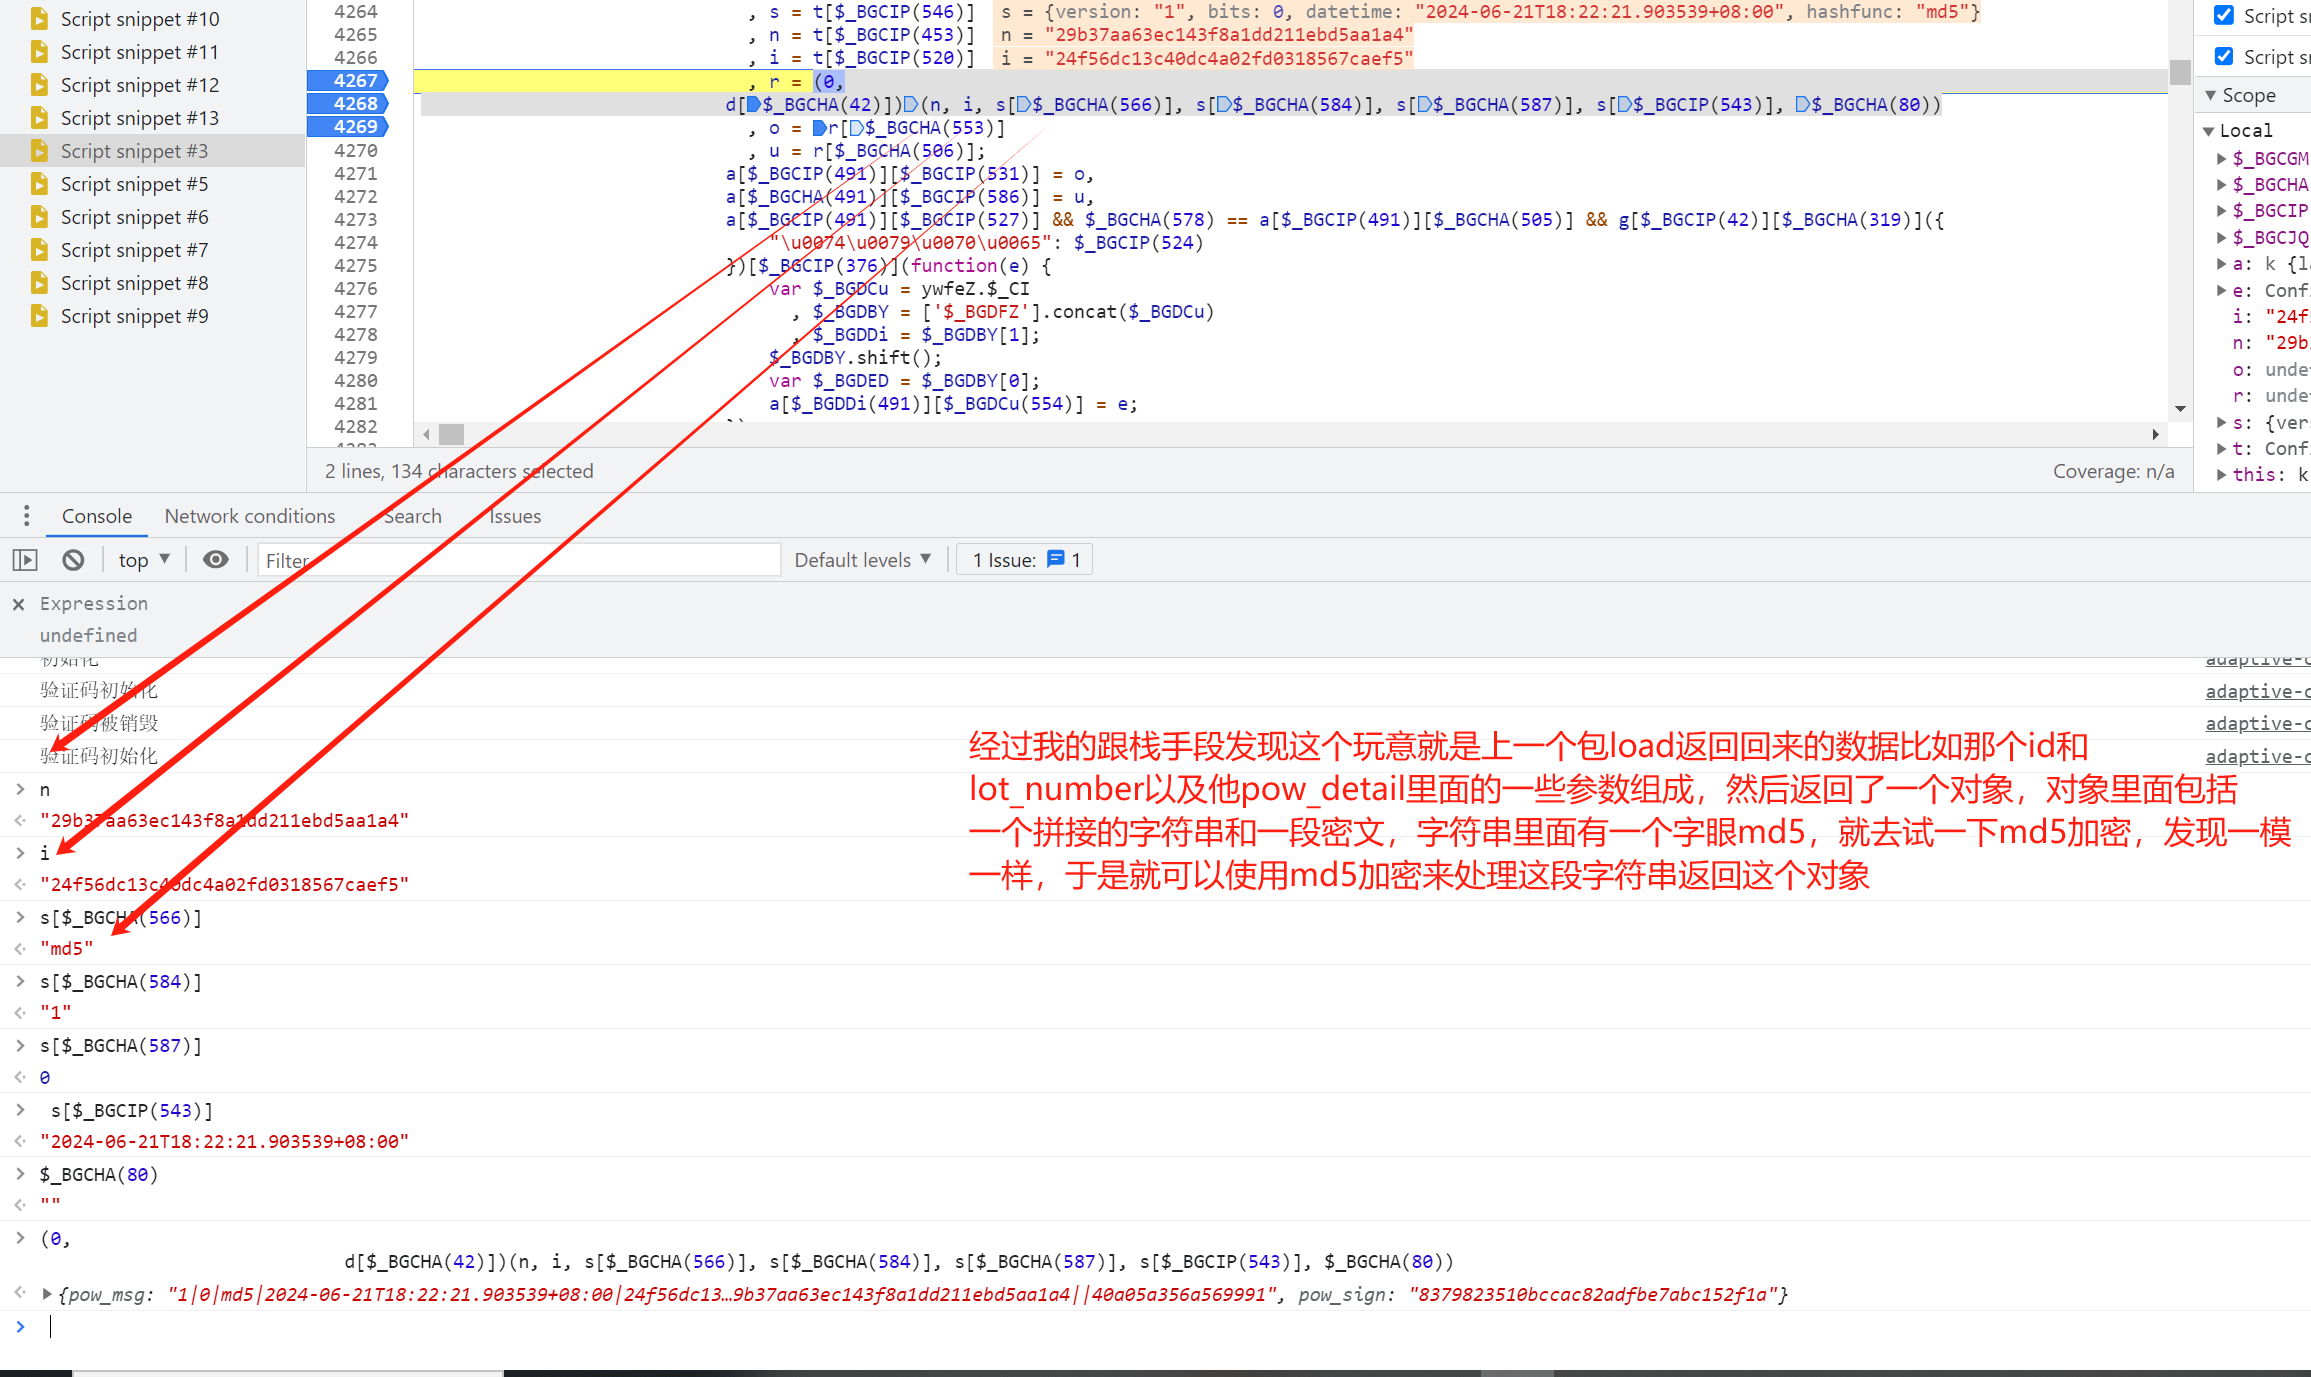 Script snippet #10
Script snippet #11
Script snippet #12
Script snippet #13
Script snippet #3
Script snippet #5
Script snippet #6
Script snippet #7
Script snippet #8
Script snippet #9
4264 , s = t[$_BGCIP(546)] s = {version: "1", bits: 0, datetime: "2024-06-21T18:22:21.903539+08:00", hashfunc: "md5"}
4265 , n = t[$_BGCIP(453)] n = "29b37aa63ec143f8a1dd211ebd5aa1a4"
4266 , i = t[$_BGCIP(520)] i = "24f56dc13c40dc4a02fd0318567caef5"
4267 , r = (0,
4268 d[$_BGCHA(42)])(n, i, s[$_BGCHA(566)], s[$_BGCHA(584)], s[$_BGCHA(587)], s[$_BGCIP(543)], $_BGCHA(80))
4269 , o = r[$_BGCHA(553)]
4270 , u = r[$_BGCHA(506)];
4271 a[$_BGCIP(491)][$_BGCIP(531)] = o,
4272 a[$_BGCHA(491)][$_BGCIP(586)] = u,
4273 a[$_BGCIP(491)][$_BGCIP(527)] && $_BGCHA(578) == a[$_BGCIP(491)][$_BGCHA(505)] && g[$_BGCIP(42)][$_BGCHA(319)]({
4274 "\u0074\u0079\u0070\u0065": $_BGCIP(524)
4275 })[$_BGCIP(376)](function(e) {
4276 var $_BGDCu = ywfeZ.$_CI
4277 , $_BGDBY = ['$_BGDFZ'].concat($_BGDCu)
4278 , $_BGDDi = $_BGDBY[1];
4279 $_BGDBY.shift();
4280 var $_BGDED = $_BGDBY[0];
4281 a[$_BGDDi(491)][$_BGDCu(554)] = e;
4282
2 lines, 134 characters selected
Coverage: n/a
Script
Script
Scope
Local
$_BGCGM
$_BGCHA
$_BGCIP
$_BGCJQ
a: k {l
e: Conf
i: "24f
n: "29b
o: unde
r: unde
s: {ver
t: Conf
this: k
Console Network conditions Search Issues
top Filter Default levels 1 Issue: 1
Expression
undefined
初始化 adaptive-c
验证码初始化 adaptive-c
验证码被销毁 adaptive-c
验证码初始化 adaptive-c
n
"29b37aa63ec143f8a1dd211ebd5aa1a4"
i
"24f56dc13c40dc4a02fd0318567caef5"
s[$_BGCHA(566)]
"md5"
s[$_BGCHA(584)]
"1"
s[$_BGCHA(587)]
0
s[$_BGCIP(543)]
"2024-06-21T18:22:21.903539+08:00"
$_BGCHA(80)
""
(0,
d[$_BGCHA(42)])(n, i, s[$_BGCHA(566)], s[$_BGCHA(584)], s[$_BGCHA(587)], s[$_BGCIP(543)], $_BGCHA(80))
{pow_msg: "1|0|md5|2024-06-21T18:22:21.903539+08:00|24f56dc13…9b37aa63ec143f8a1dd211ebd5aa1a4||40a05a356a569991", pow_sign: "8379823510bccac82adfbe7abc152f1a"}
经过我的跟栈手段发现这个玩意就是上一个包load返回回来的数据比如那个id和
lot_number以及他pow_detail里面的一些参数组成，然后返回了一个对象，对象里面包括
一个拼接的字符串和一段密文，字符串里面有一个字眼md5，就去试一下md5加密，发现一模
一样，于是就可以使用md5加密来处理这段字符串返回这个对象